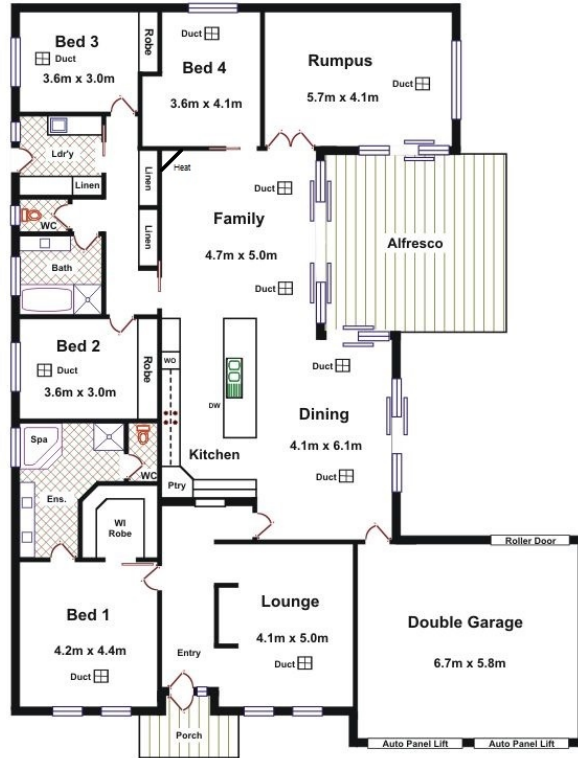 Bed 3
Duct
3.6m x 3.0m
Robe
Duct
Bed 4
3.6m x 4.1m
Rumpus
Duct
5.7m x 4.1m
Ldr'y
Linen
Linen
Heat
Duct
WC
Linen
Family
4.7m x 5.0m
Alfresco
Bath
Duct
Bed 2
Duct
3.6m x 3.0m
Robe
WO
DW
Duct
Dining
4.1m x 6.1m
Duct
Spa
WC
Kitchen
Ptry
Ens.
WI
Robe
Roller Door
Bed 1
4.2m x 4.4m
Duct
Entry
Lounge
4.1m x 5.0m
Duct
Double Garage
6.7m x 5.8m
Porch
Auto Panel Lift
Auto Panel Lift